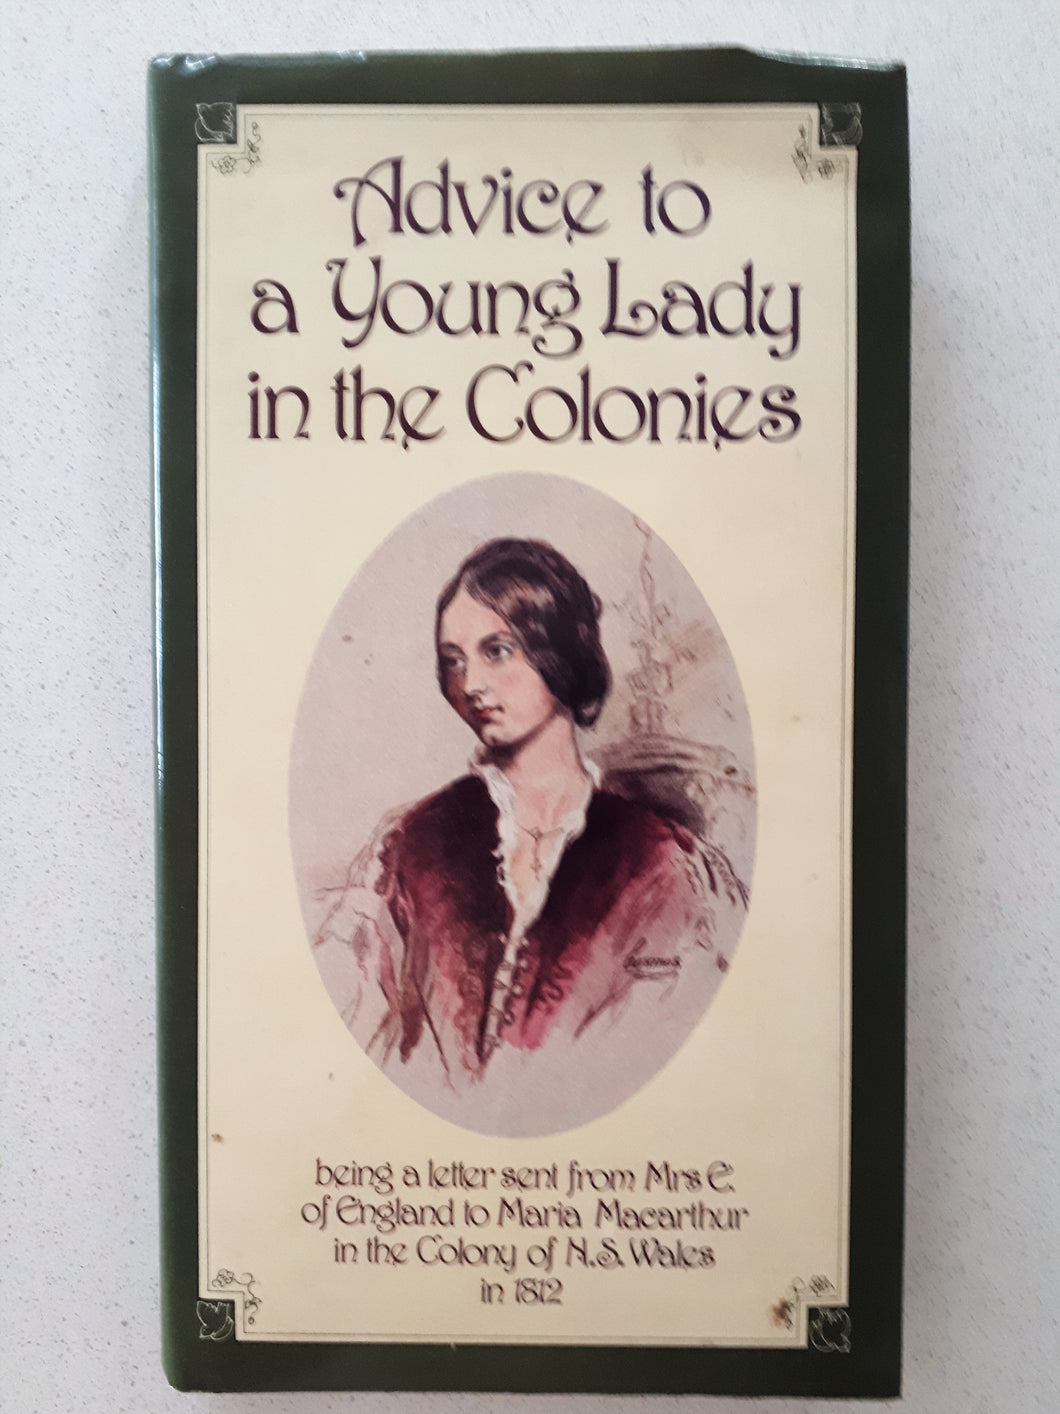 Advice to
a Young Lady
in the Colonies
being a letter sent from Mrs E.
of England to Maria Macarthur
in the Colony of N.S. Wales
in 1812